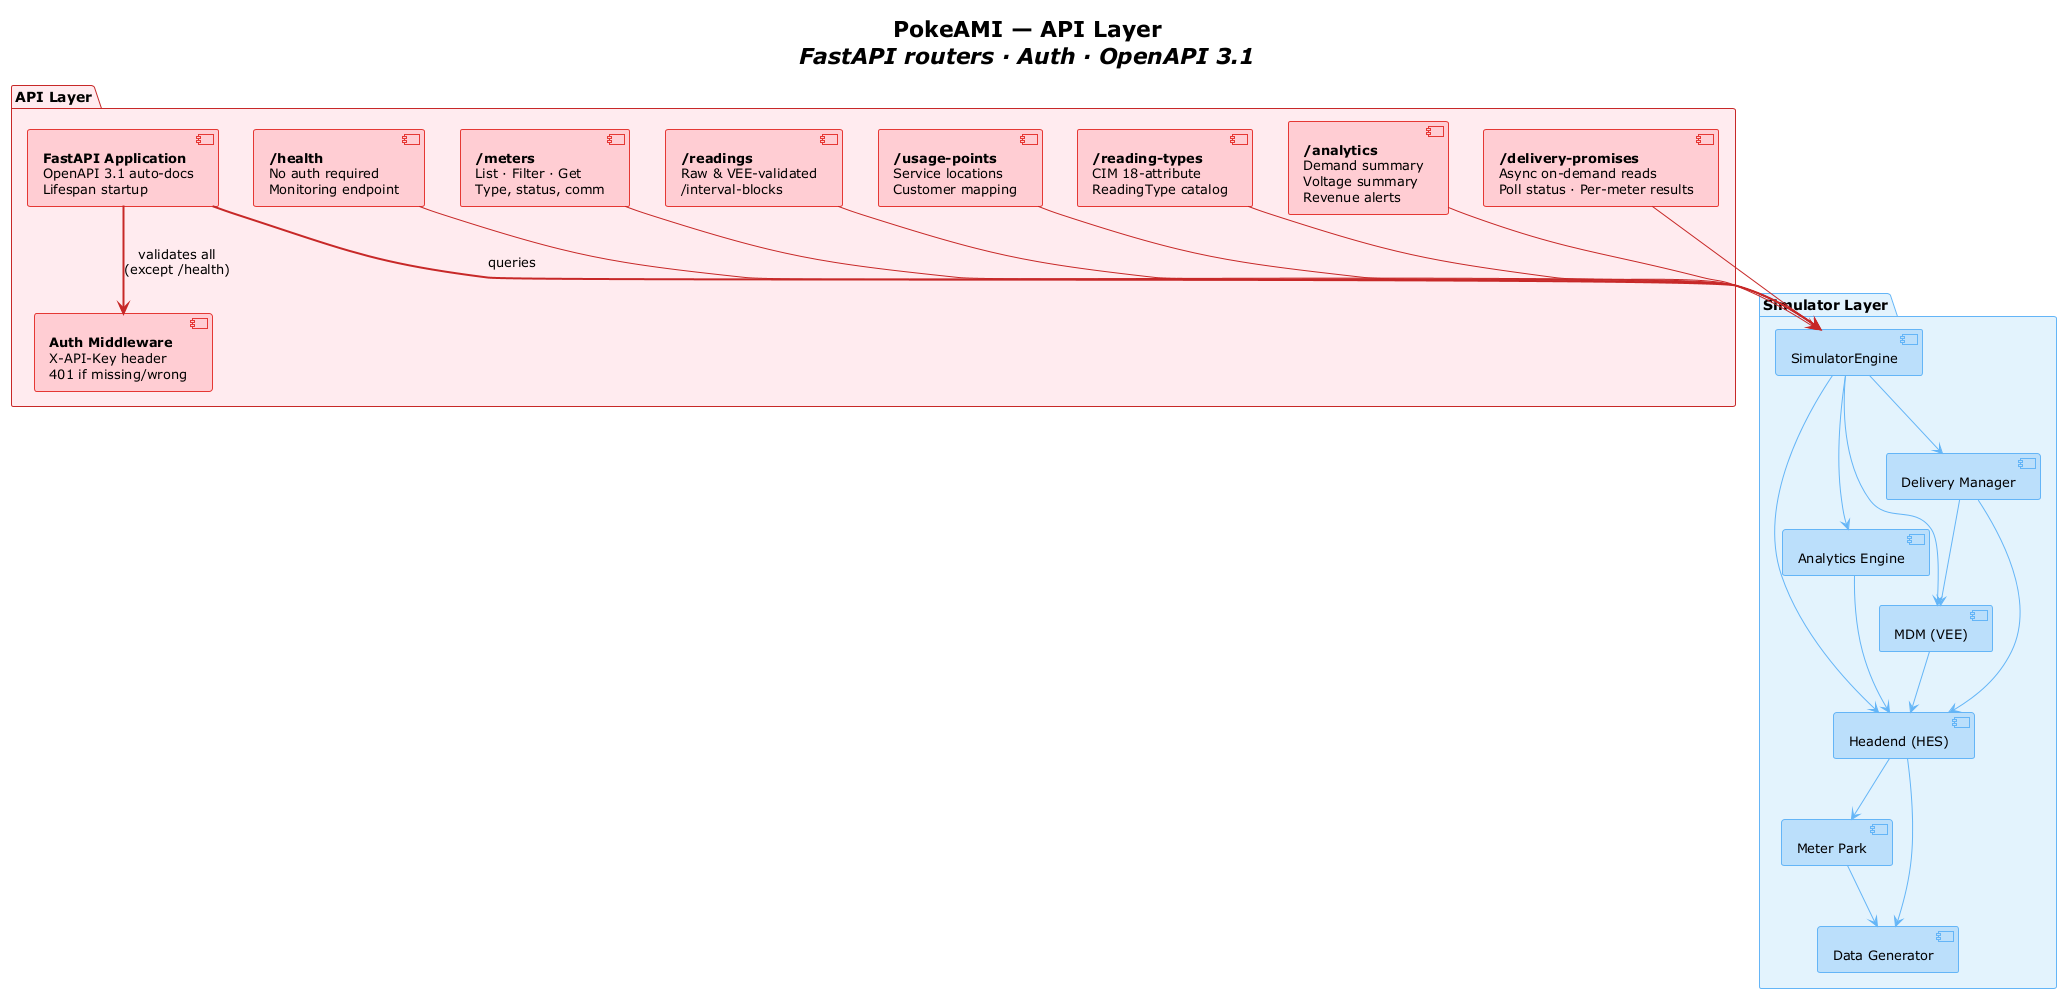 PokeAMI — API Layer
FastAPI routers · Auth · OpenAPI 3.1
API Layer
FastAPI Application
OpenAPI 3.1 auto-docs
Lifespan startup
/health
No auth required
Monitoring endpoint
/meters
List · Filter · Get
Type, status, comm
/readings
Raw & VEE-validated
/interval-blocks
/usage-points
Service locations
Customer mapping
/reading-types
CIM 18-attribute
ReadingType catalog
/analytics
Demand summary
Voltage summary
Revenue alerts
/delivery-promises
Async on-demand reads
Poll status · Per-meter results
validates all
(except /health)
queries
Auth Middleware
X-API-Key header
401 if missing/wrong
Simulator Layer
SimulatorEngine
Delivery Manager
Analytics Engine
MDM (VEE)
Headend (HES)
Meter Park
Data Generator